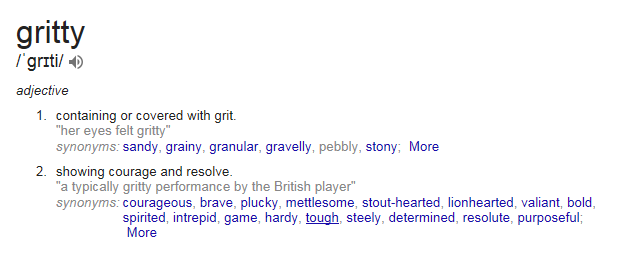 gritty
/ˈɡrɪti/
adjective
1. containing or covered with grit.
"her eyes felt gritty"
synonyms: sandy, grainy, granular, gravelly, pebbly, stony; More
2. showing courage and resolve.
"a typically gritty performance by the British player"
synonyms: courageous, brave, plucky, mettlesome, stout-hearted, lionhearted, valiant, bold,
spirited, intrepid, game, hardy, tough, steely, determined, resolute, purposeful;
More